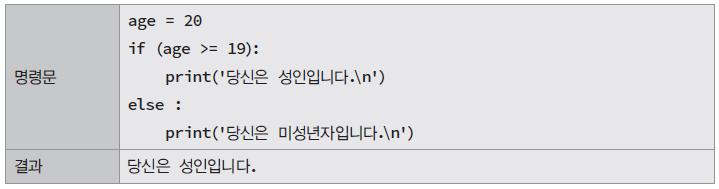 명령문
age = 20
if (age >= 19):
    print('당신은 성인입니다.\n')
else :
    print('당신은 미성년자입니다.\n')
결과
당신은 성인입니다.